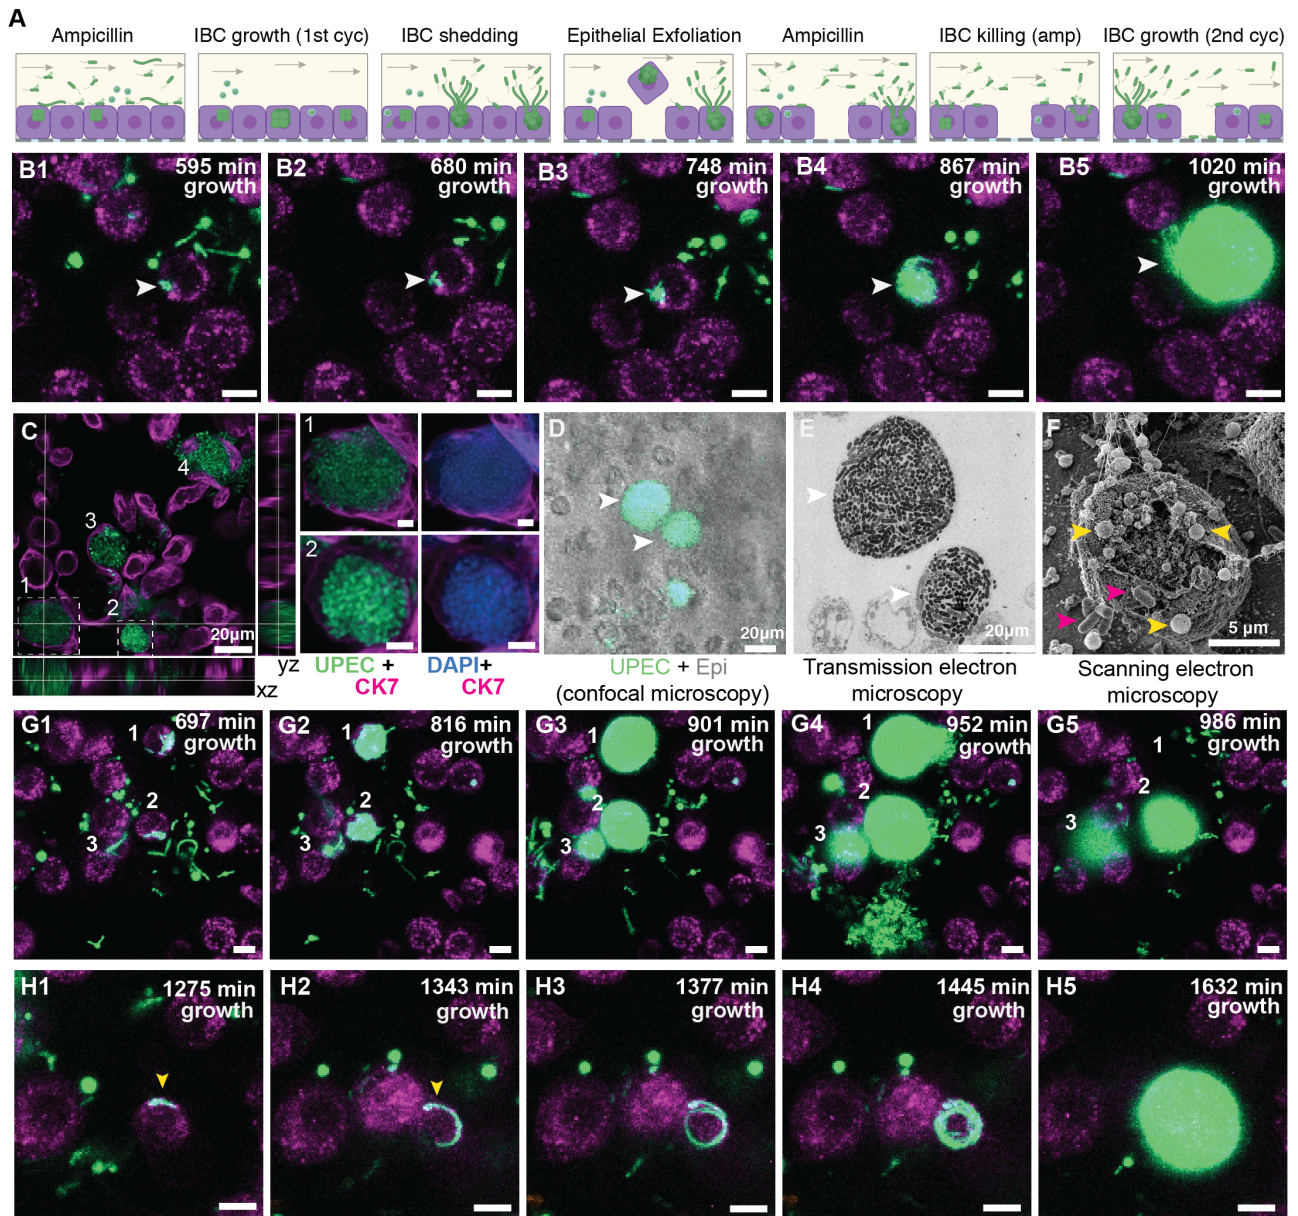 A
Ampicillin
IBC growth (1st cyc)
IBC shedding
Epithelial Exfoliation
Ampicillin
IBC killing (amp)
IBC growth (2nd cyc)
B1
595 min
growth
B2
680 min
growth
B3
748 min
growth
B4
867 min
growth
B5
1020 min
growth
C
4
3
1
2
20µm
yz
xz
1
2
UPEC +
CK7
DAPI+
CK7
D
20µm
UPEC + Epi
(confocal microscopy)
E
20µm
Transmission electron
microscopy
F
5 µm
Scanning electron
microscopy
G1
697 min
growth
1
2
3
G2
816 min
growth
1
2
3
G3
901 min
growth
1
2
3
G4
952 min
growth
1
2
3
G5
986 min
growth
1
2
3
H1
1275 min
growth
H2
1343 min
growth
H3
1377 min
growth
H4
1445 min
growth
H5
1632 min
growth